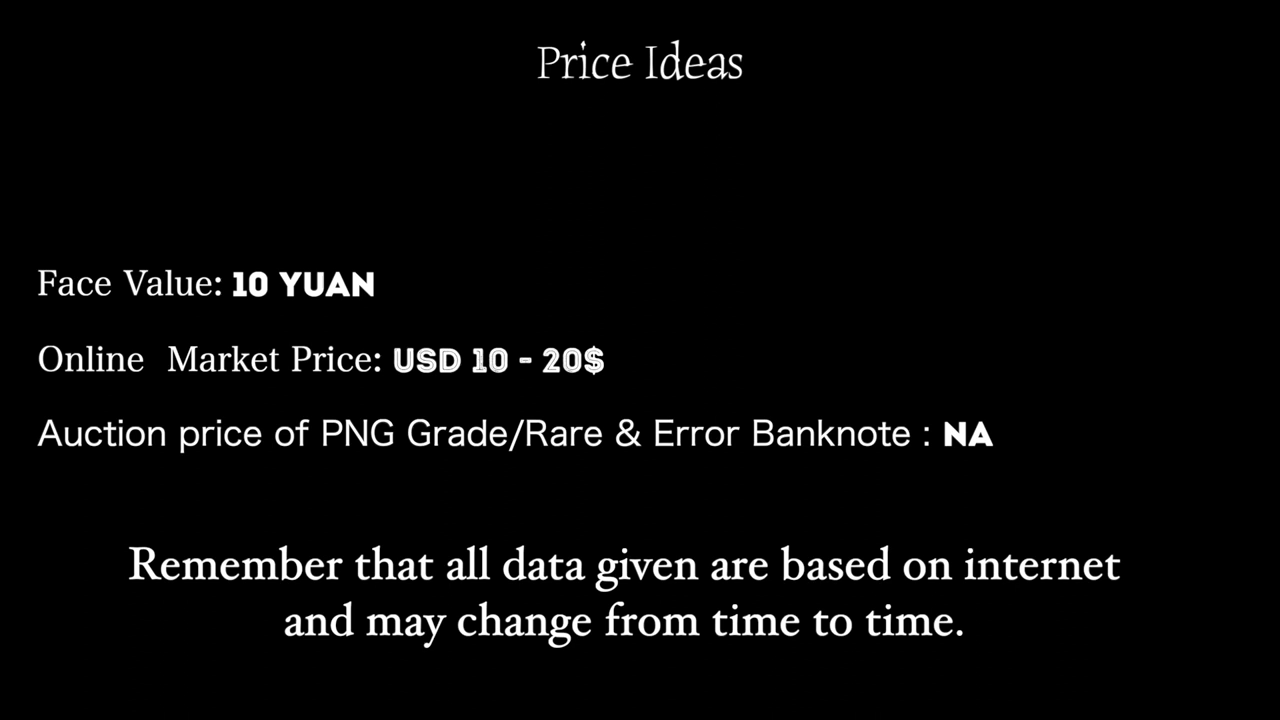 Price Ideas
Face Value: 10 YUAN
Online Market Price: USD 10 - 20$
Auction price of PNG Grade/Rare & Error Banknote : NA
Remember that all data given are based on internet
and may change from time to time.